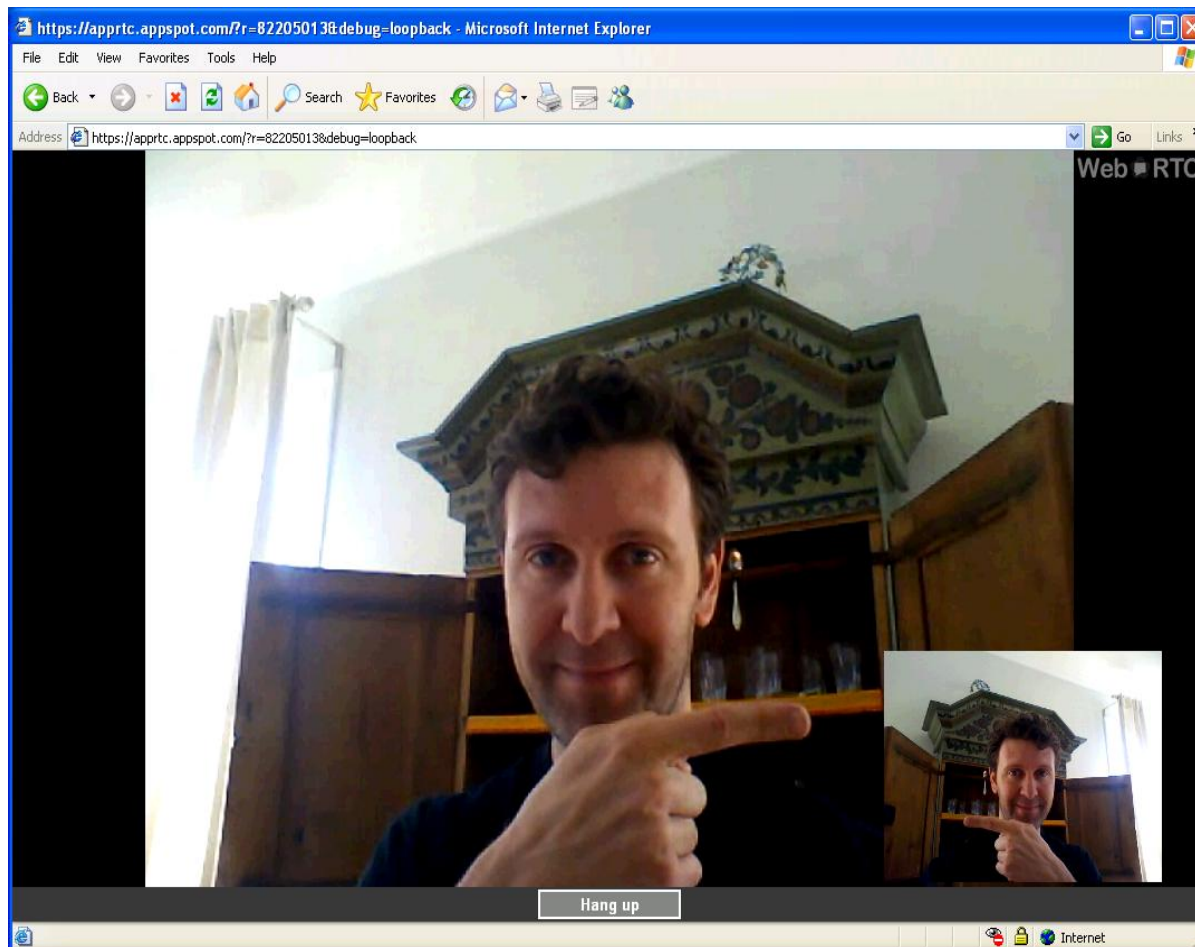 https://apprtc.appspot.com/?r=82205013&debug=loopback - Microsoft Internet Explorer
File Edit View Favorites Tools Help
Back Search Favorites
Address https://apprtc.appspot.com/?r=82205013&debug=loopback Go Links
Web RTC
Hang up
Internet